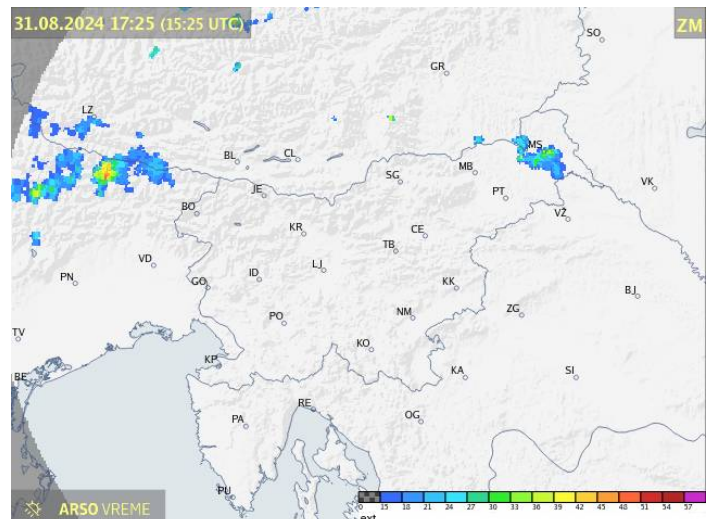 31.08.2024 17:25 (15:25 UTC)
ZM
SO
GR
LZ
MS
BL
CL
MB
SG
VK
JE
PT
BO
VŽ
KR
CE
TB
VD
LJ
ID
PN
GO
KK
BJ
NM
ZG
PO
TV
KO
KP
BE
KA
SI
RE
PA
OG
PU
ARSO VREME
0 15 18 21 24 27 30 33 36 39 42 45 48 51 54 57
ext